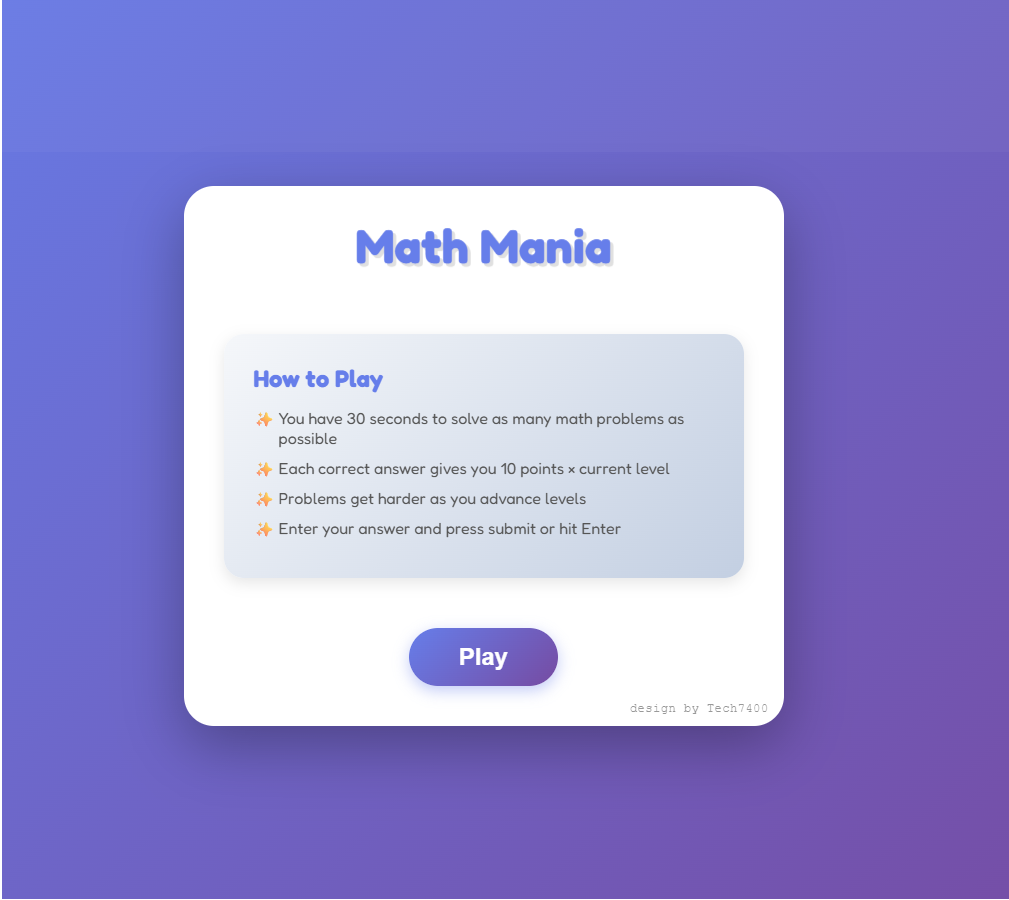 Math Mania
How to Play
✨ You have 30 seconds to solve as many math problems as
possible
✨ Each correct answer gives you 10 points × current level
✨ Problems get harder as you advance levels
✨ Enter your answer and press submit or hit Enter
Play
design by Tech7400